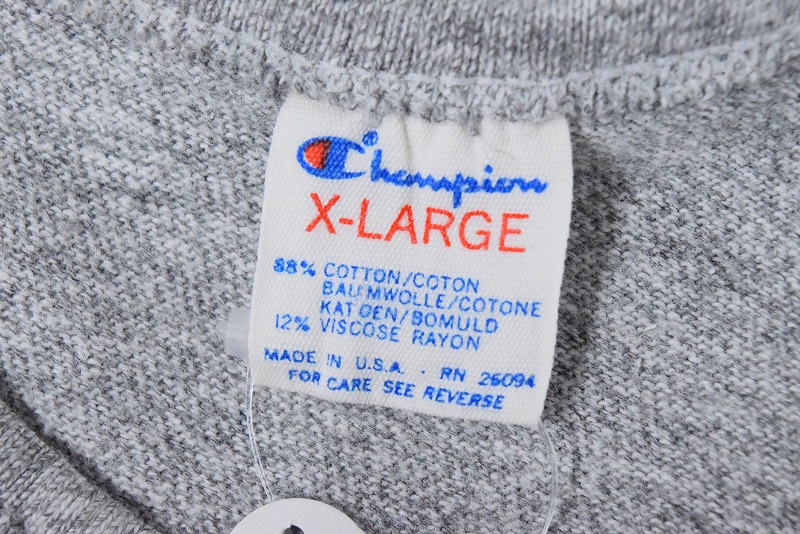 Champion
X-LARGE
88% COTTON/COTON
BAUMWOLLE/COTONE
KATOEN/BOMULD
12% VISCOSE RAYON
MADE IN U.S.A. · RN 26094
FOR CARE SEE REVERSE